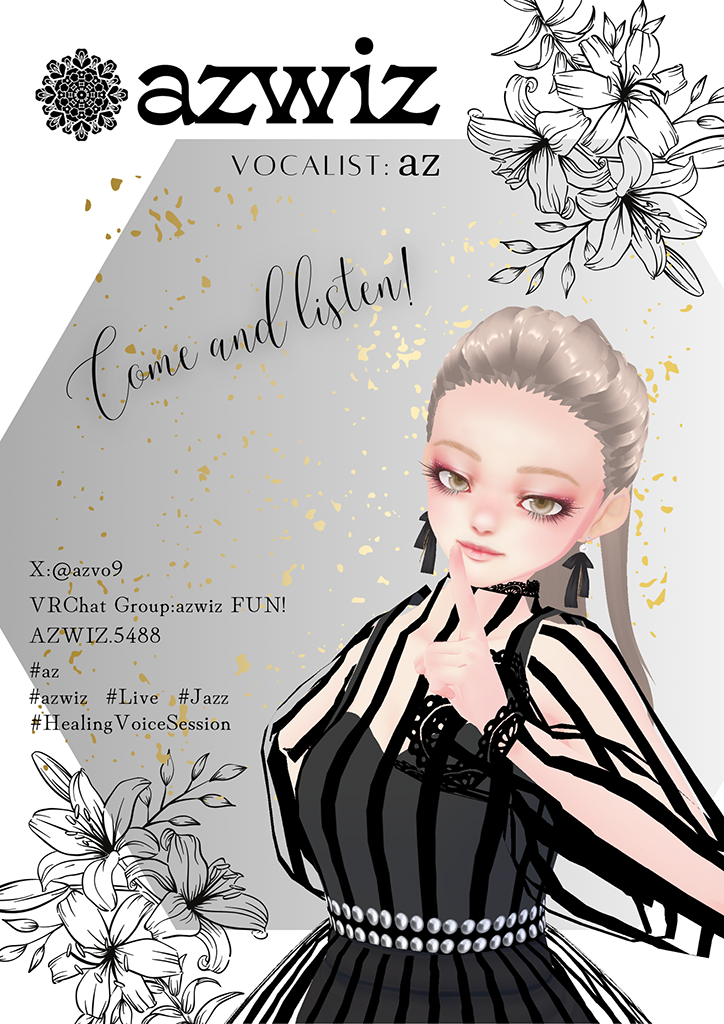 azwiz
VOCALIST: az
Come and listen!
X:@azvo9
VRChat Group:azwiz FUN!
AZWIZ.5488
#az
#azwiz #Live #Jazz
#HealingVoiceSession